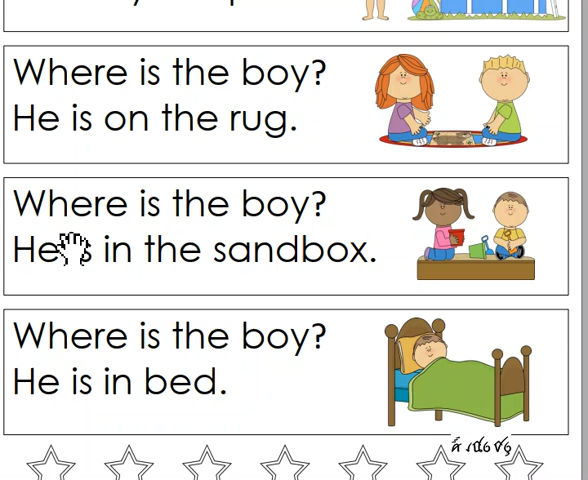 Where is the boy?
He is on the rug.
Where is the boy?
He is in the sandbox.
Where is the boy?
He is in bed.